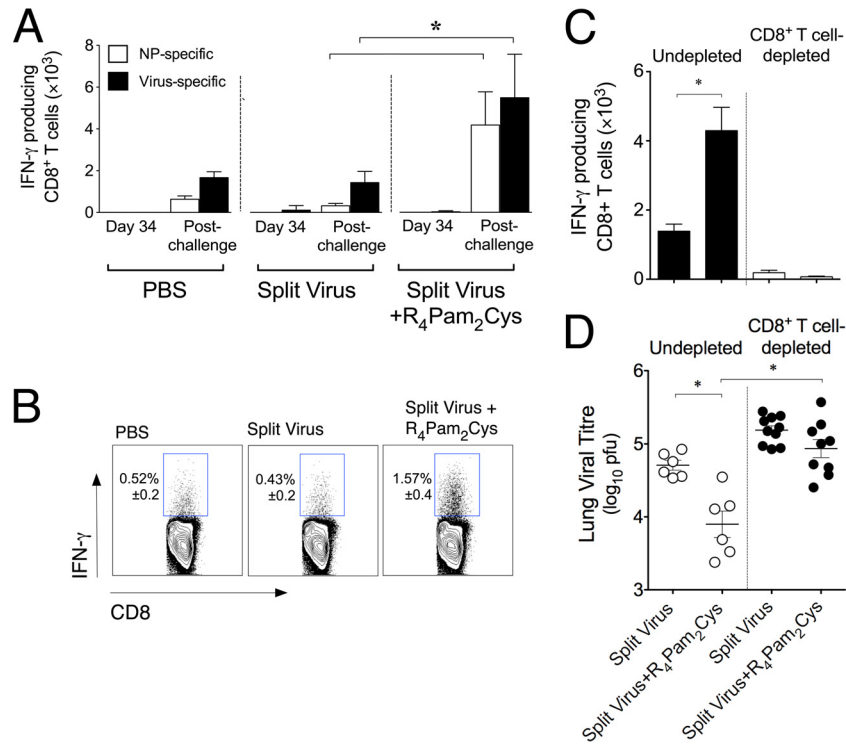 A
IFN-γ producing
CD8⁺ T cells (×10³)
8
6
4
2
0
NP-specific
Virus-specific
*
Day 34
Post-
challenge
Day 34
Post-
challenge
Day 34
Post-
challenge
PBS
Split Virus
Split Virus
+R₄Pam₂Cys
B
PBS
Split Virus
Split Virus +
R₄Pam₂Cys
0.52%
±0.2
0.43%
±0.2
1.57%
±0.4
IFN-γ
CD8
C
Undepleted
CD8⁺ T cell-
depleted
IFN-γ producing
CD8+ T cells (×10³)
6
4
2
0
*
D
Undepleted
CD8⁺ T cell-
depleted
Lung Viral Titre
(log₁₀ pfu)
6
5
4
3
*
*
Split Virus
Split Virus+R₄Pam₂Cys
Split Virus
Split Virus+R₄Pam₂Cys